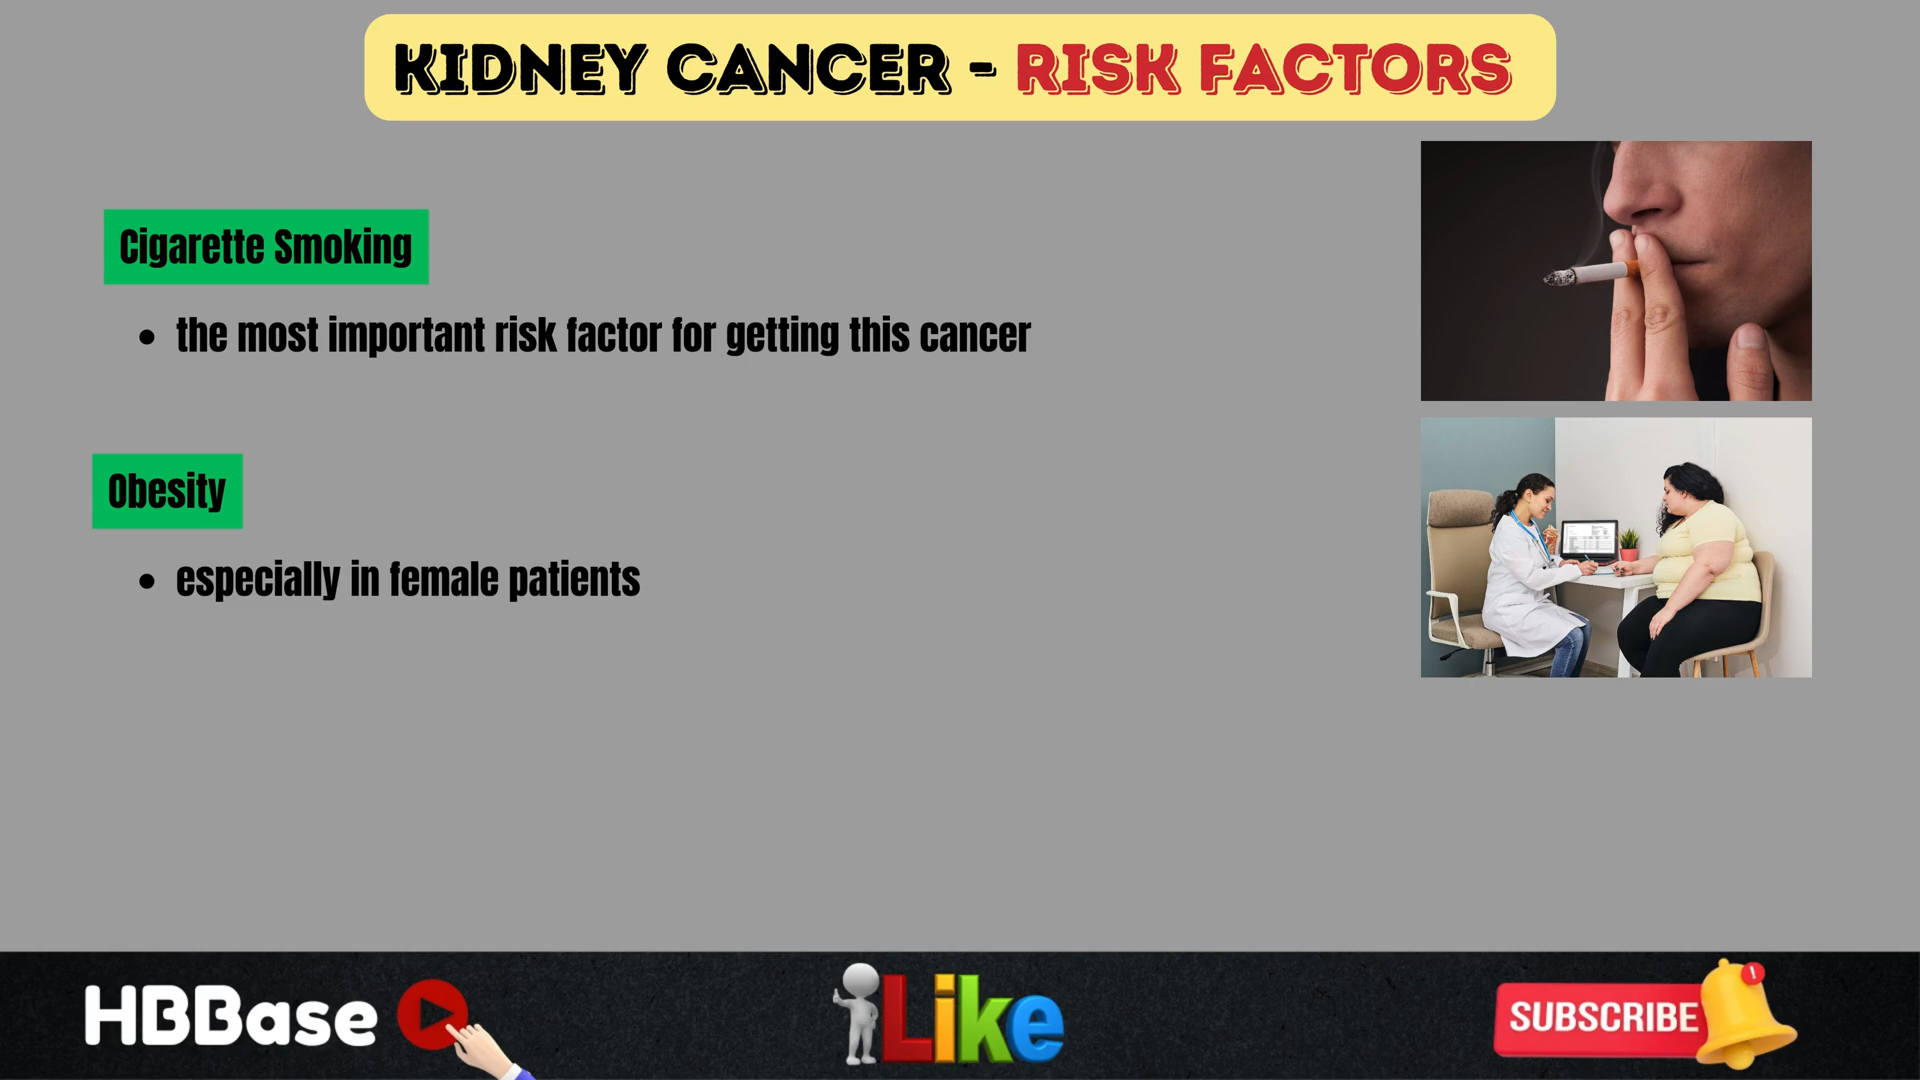 KIDNEY CANCER - RISK FACTORS
Cigarette Smoking
• the most important risk factor for getting this cancer
Obesity
• especially in female patients
HBBase
Like
SUBSCRIBE
!